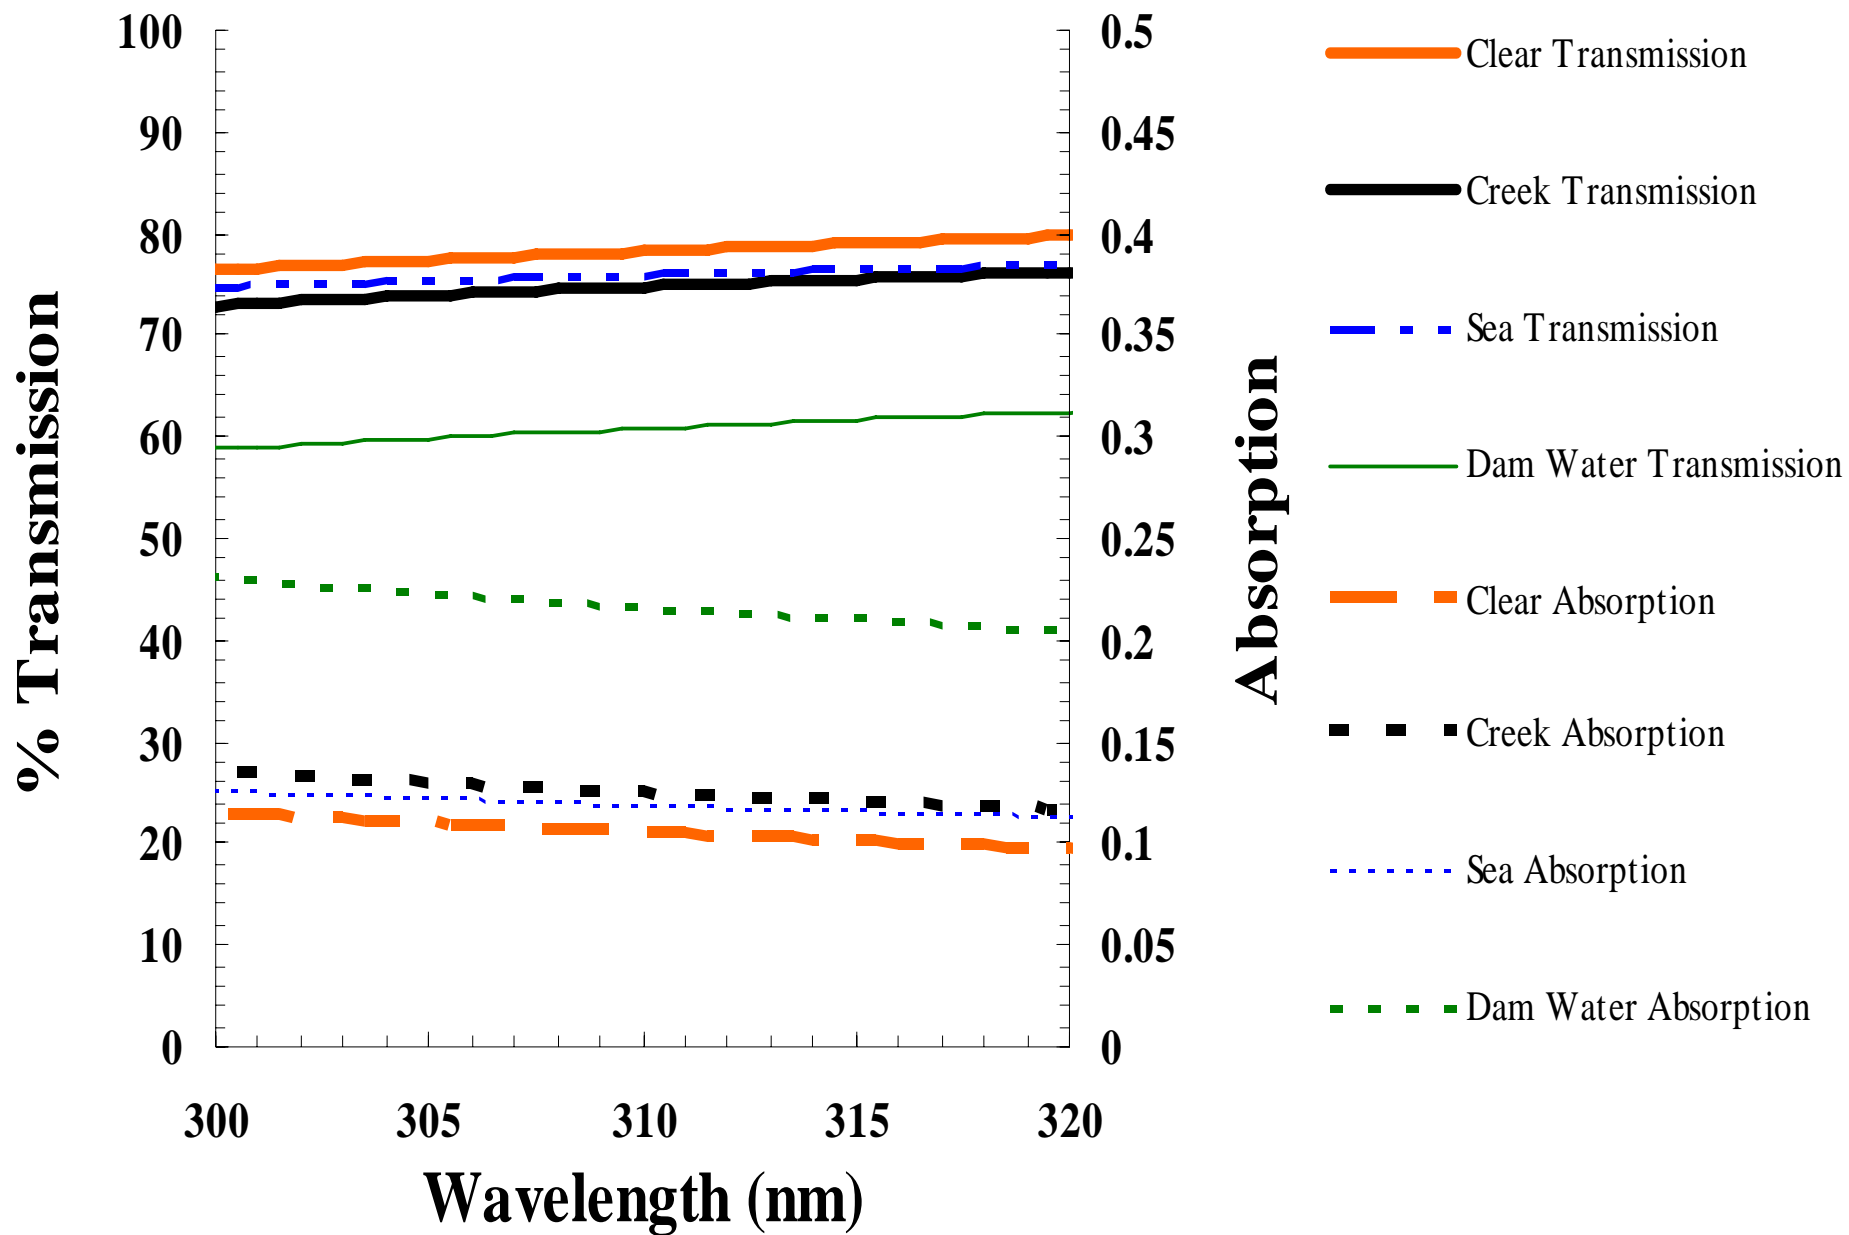 100
90
80
70
60
50
40
30
20
10
0
% Transmission
0.5
0.45
0.4
0.35
0.3
0.25
0.2
0.15
0.1
0.05
0
Absorption
300 305 310 315 320
Wavelength (nm)
Clear Transmission
Creek Transmission
Sea Transmission
Dam Water Transmission
Clear Absorption
Creek Absorption
Sea Absorption
Dam Water Absorption